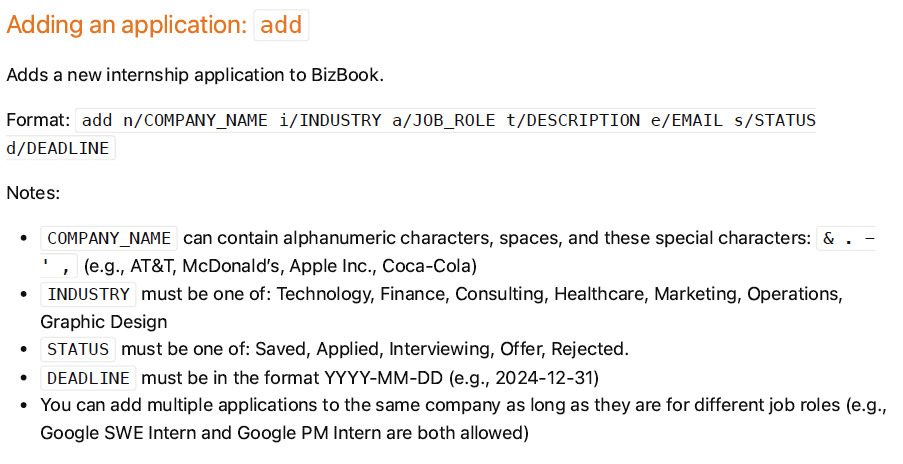 Adding an application: add
Adds a new internship application to BizBook.
Format: add n/COMPANY_NAME i/INDUSTRY a/JOB_ROLE t/DESCRIPTION e/EMAIL s/STATUS
d/DEADLINE
Notes:
• COMPANY_NAME can contain alphanumeric characters, spaces, and these special characters: & . -
' , (e.g., AT&T, McDonald’s, Apple Inc., Coca-Cola)
• INDUSTRY must be one of: Technology, Finance, Consulting, Healthcare, Marketing, Operations,
Graphic Design
• STATUS must be one of: Saved, Applied, Interviewing, Offer, Rejected.
• DEADLINE must be in the format YYYY-MM-DD (e.g., 2024-12-31)
• You can add multiple applications to the same company as long as they are for different job roles (e.g.,
Google SWE Intern and Google PM Intern are both allowed)